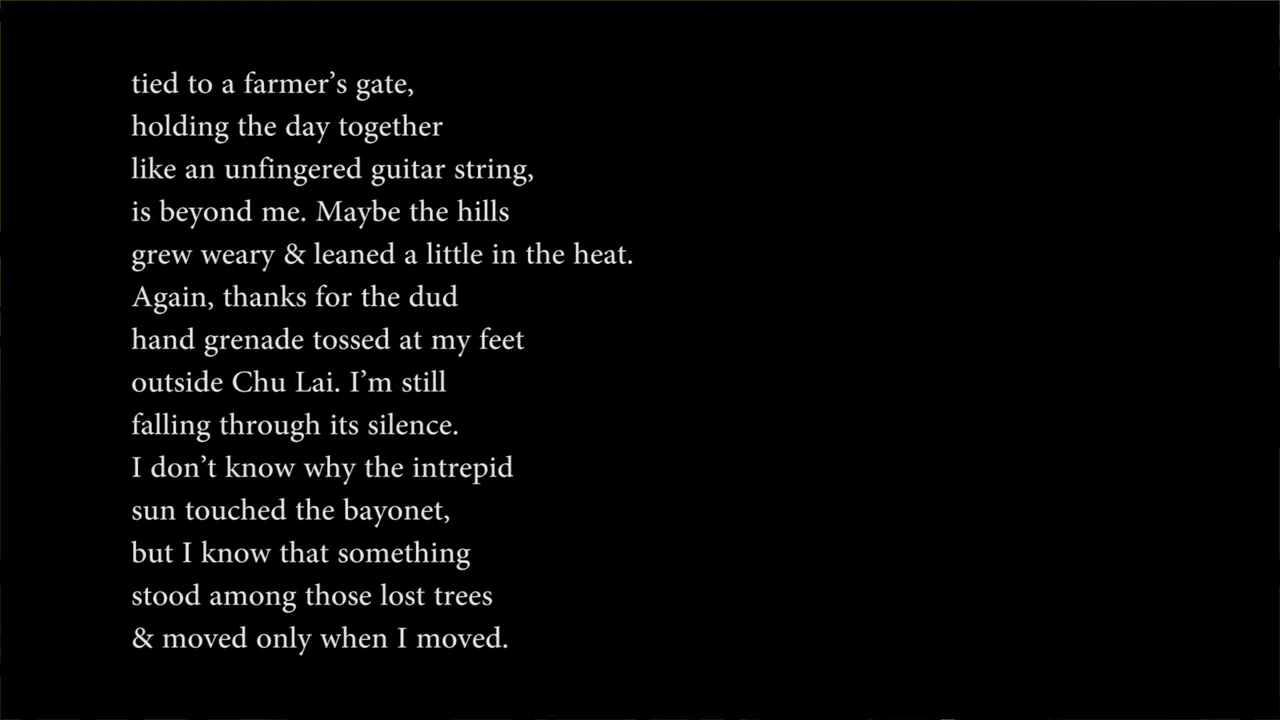 tied to a farmer’s gate,
holding the day together
like an unfingered guitar string,
is beyond me. Maybe the hills
grew weary & leaned a little in the heat.
Again, thanks for the dud
hand grenade tossed at my feet
outside Chu Lai. I’m still
falling through its silence.
I don’t know why the intrepid
sun touched the bayonet,
but I know that something
stood among those lost trees
& moved only when I moved.